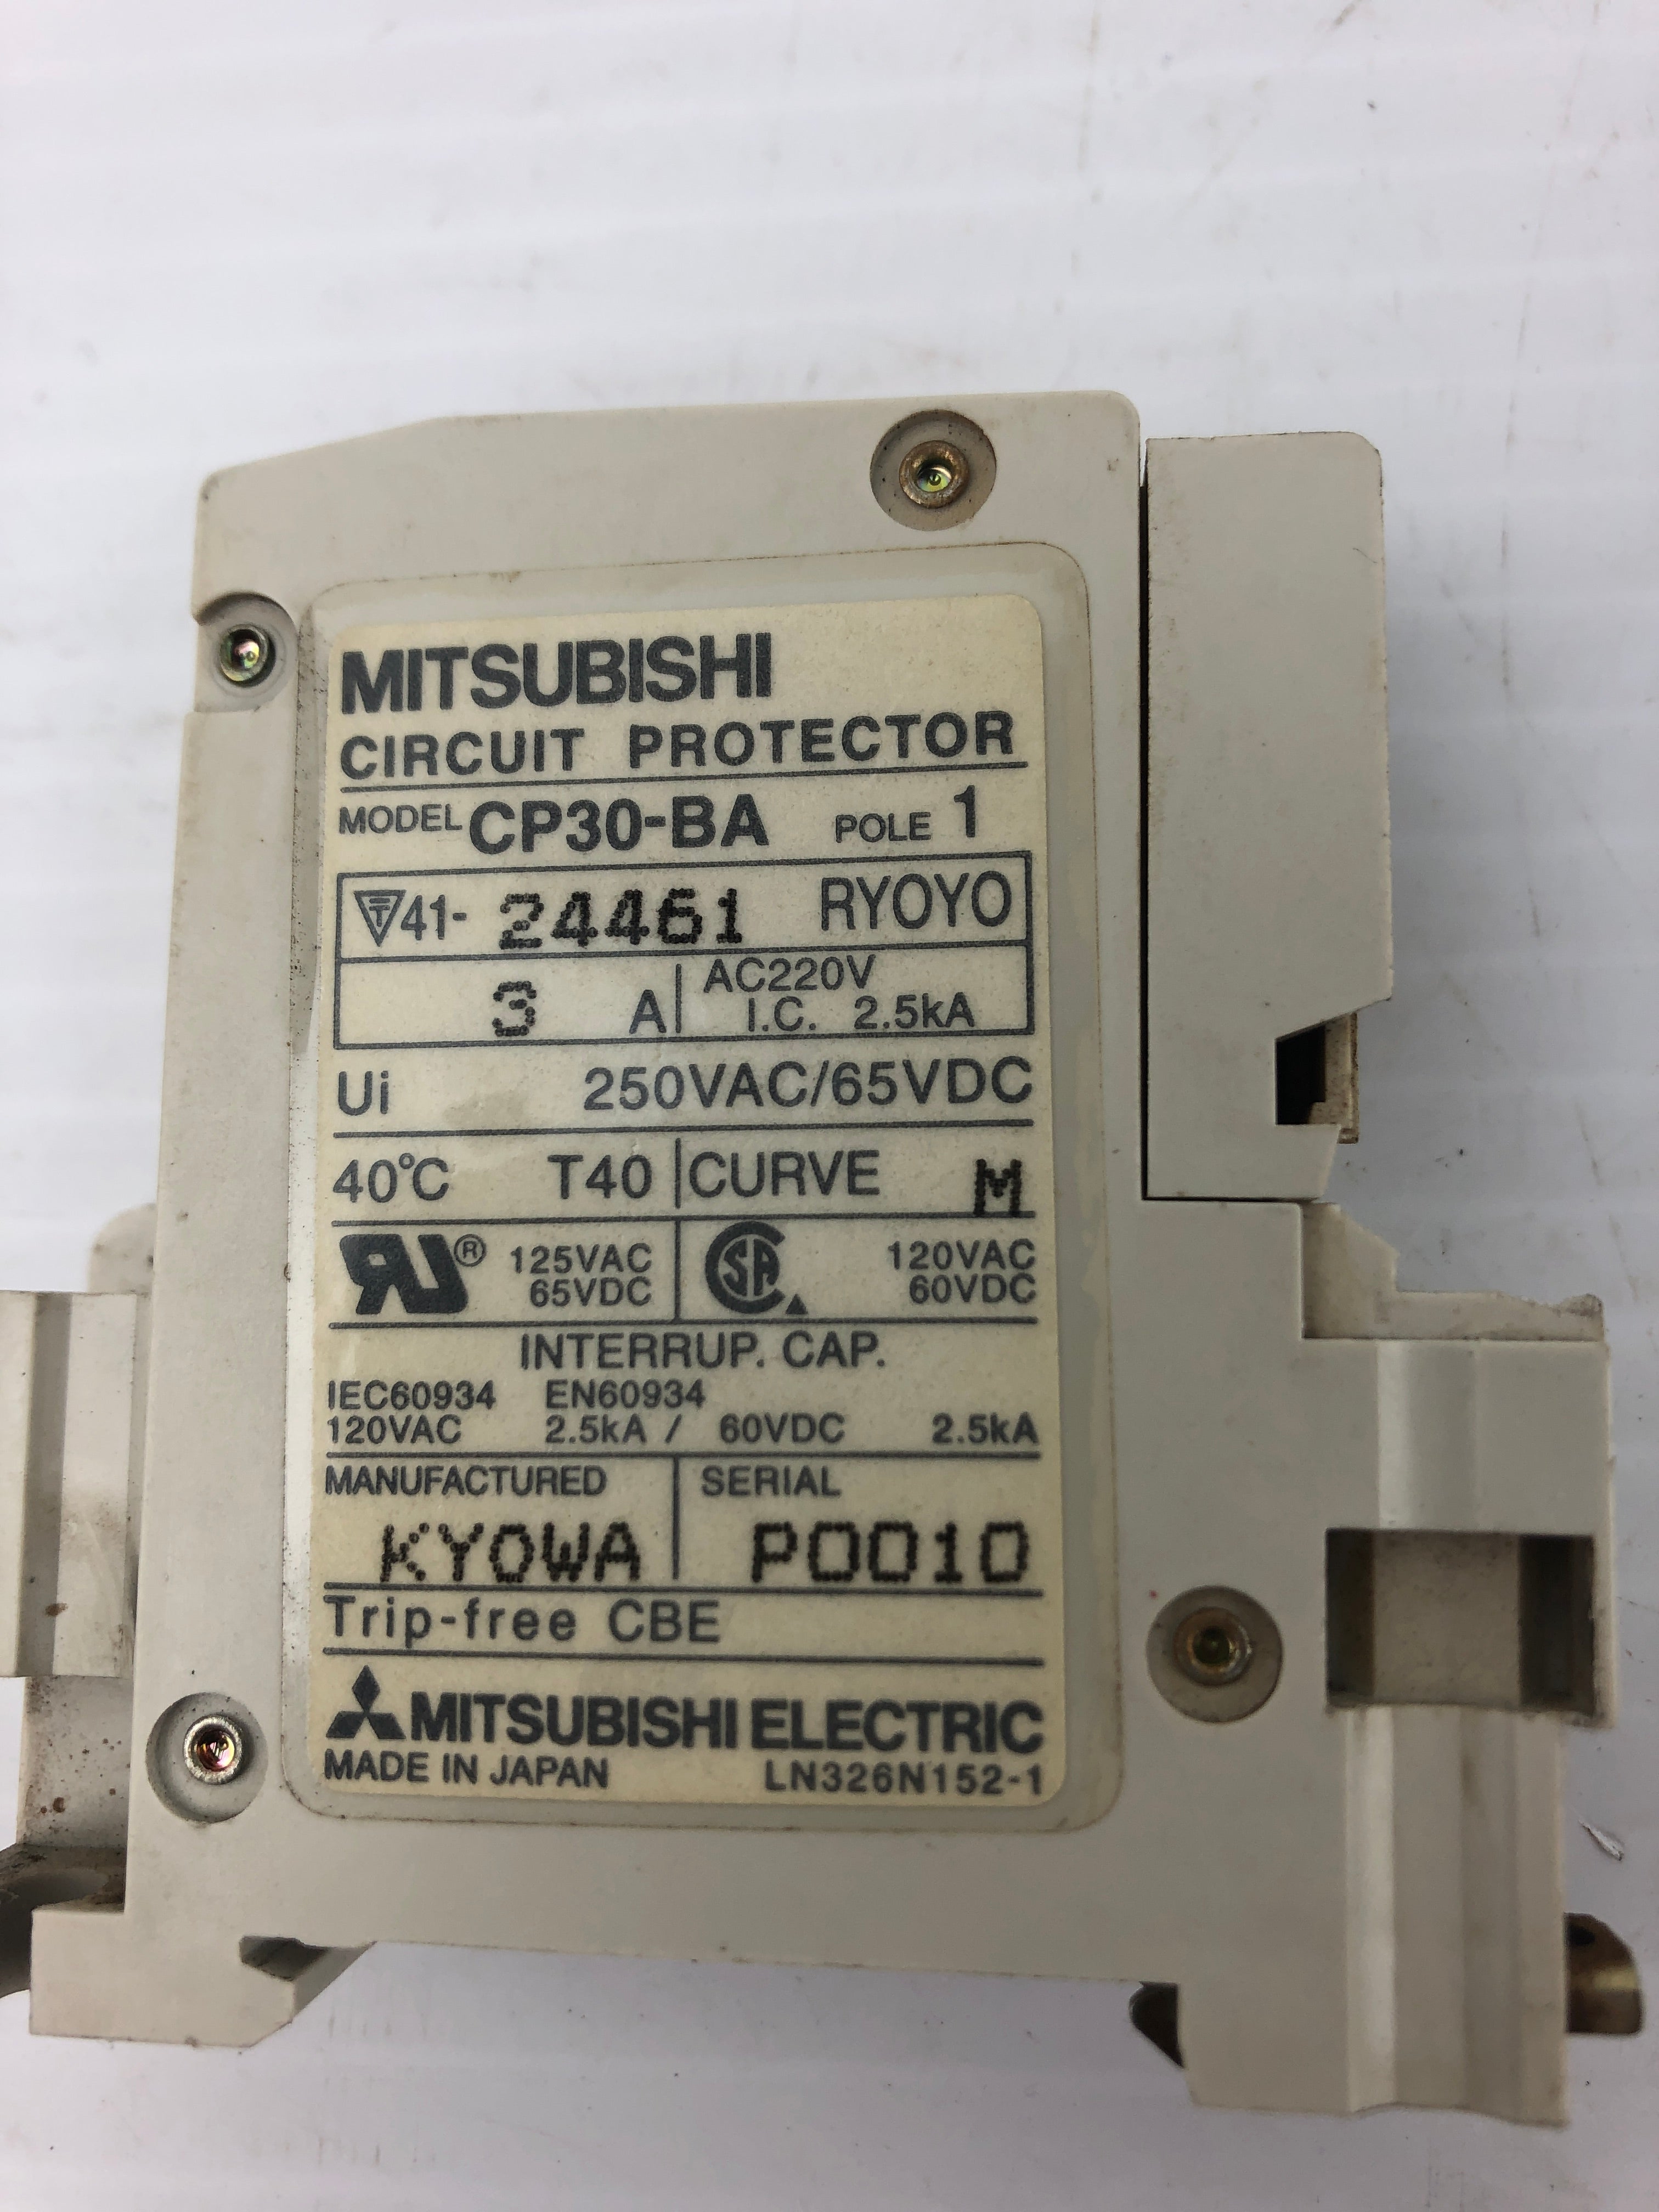 MITSUBISHI
CIRCUIT PROTECTOR
MODEL CP30-BA POLE 1
41- 24461 RYOYO
3 A AC220V
I.C. 2.5kA
Ui 250VAC/65VDC
40°C T40 CURVE M
® 125VAC
65VDC
120VAC
60VDC
INTERRUP. CAP.
IEC60934 EN60934
120VAC 2.5kA / 60VDC 2.5kA
MANUFACTURED SERIAL
KYOWA P0010
Trip-free CBE
MITSUBISHI ELECTRIC
MADE IN JAPAN LN326N152-1